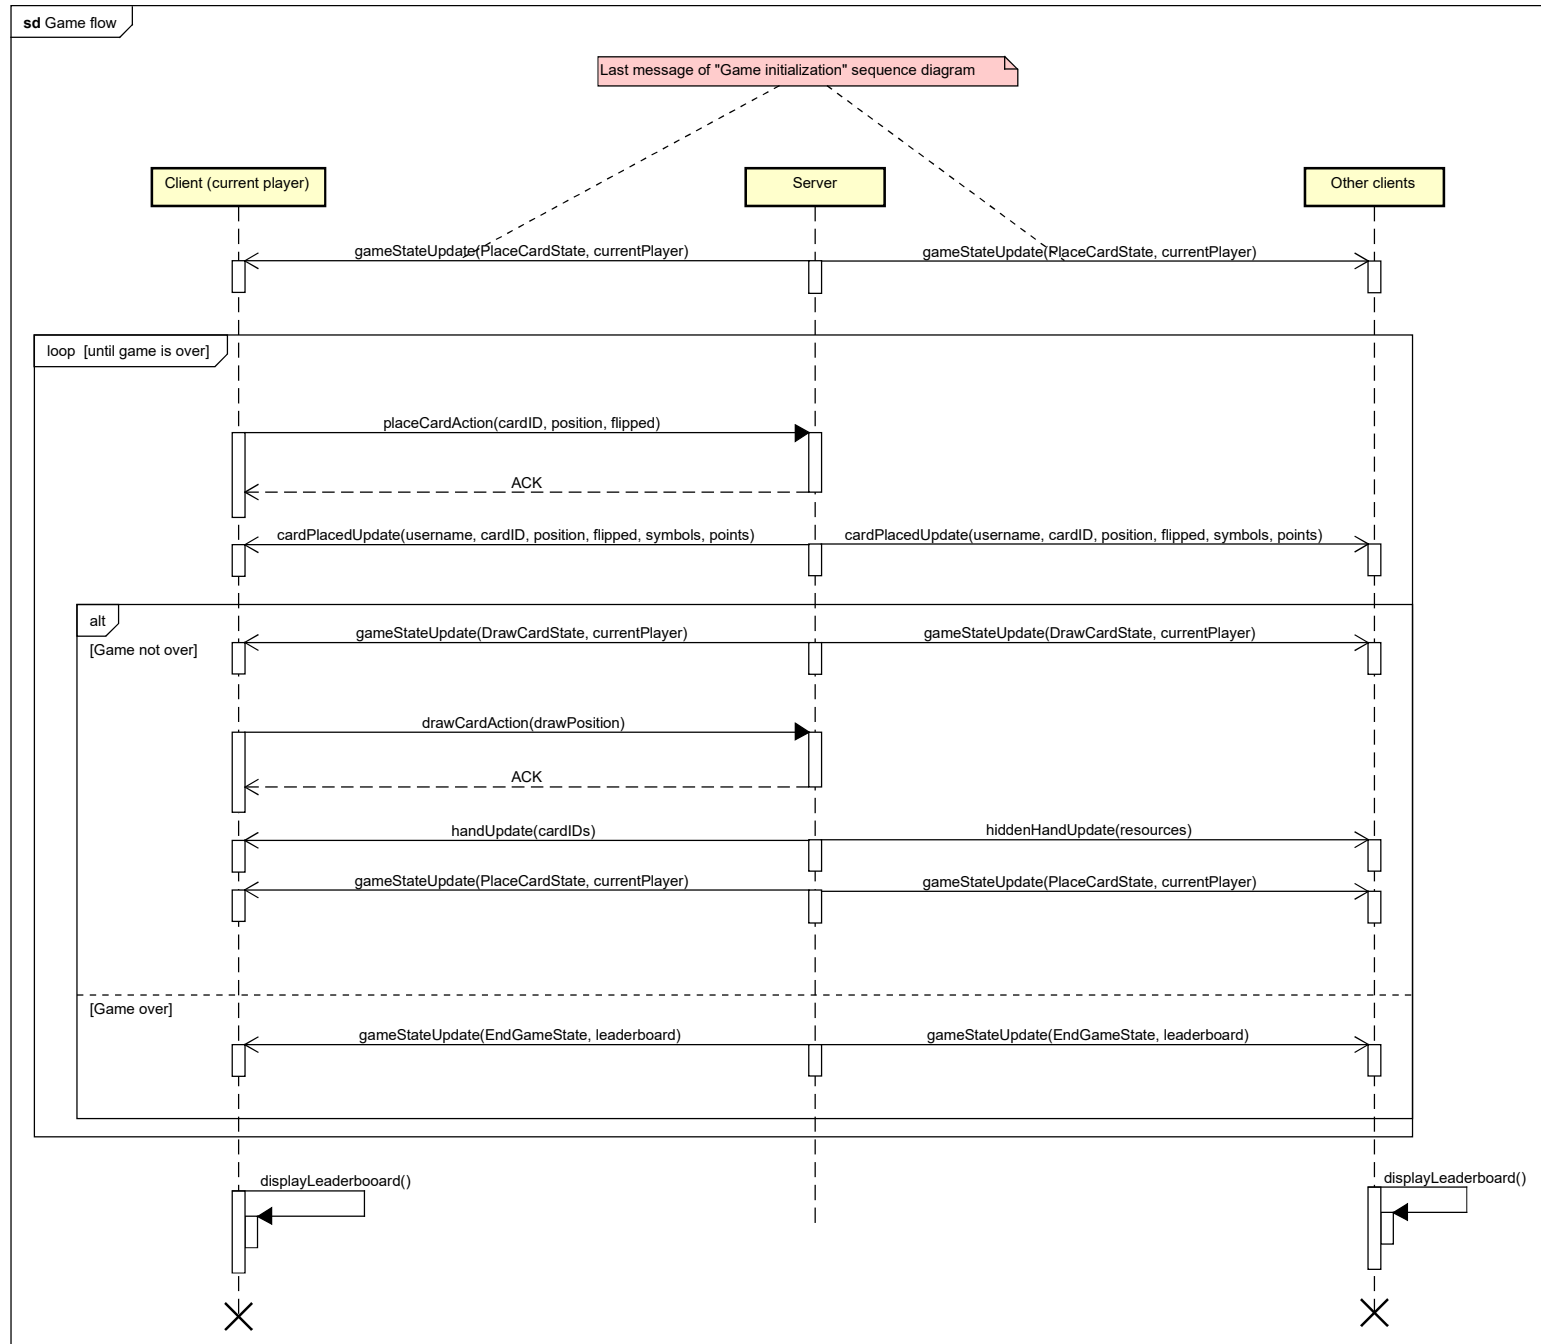 sd Game flow
Last message of "Game initialization" sequence diagram
Client (current player)
Server
Other clients
gameStateUpdate(PlaceCardState, currentPlayer)
gameStateUpdate(PlaceCardState, currentPlayer)
loop [until game is over]
placeCardAction(cardID, position, flipped)
ACK
cardPlacedUpdate(username, cardID, position, flipped, symbols, points)
cardPlacedUpdate(username, cardID, position, flipped, symbols, points)
alt
[Game not over]
gameStateUpdate(DrawCardState, currentPlayer)
gameStateUpdate(DrawCardState, currentPlayer)
drawCardAction(drawPosition)
ACK
handUpdate(cardIDs)
hiddenHandUpdate(resources)
gameStateUpdate(PlaceCardState, currentPlayer)
gameStateUpdate(PlaceCardState, currentPlayer)
[Game over]
gameStateUpdate(EndGameState, leaderboard)
gameStateUpdate(EndGameState, leaderboard)
displayLeaderbooard()
displayLeaderboard()